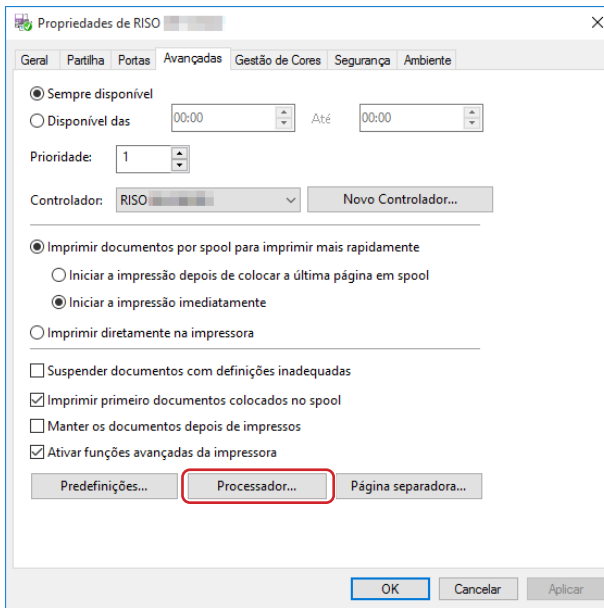 Propriedades de RISO
Geral Partilha Portas Avançadas Gestão de Cores Segurança Ambiente
Sempre disponível
Disponível das 00:00 Até 00:00
Prioridade: 1
Controlador: RISO Novo Controlador...
Imprimir documentos por spool para imprimir mais rapidamente
Iniciar a impressão depois de colocar a última página em spool
Iniciar a impressão imediatamente
Imprimir diretamente na impressora
Suspender documentos com definições inadequadas
Imprimir primeiro documentos colocados no spool
Manter os documentos depois de impressos
Ativar funções avançadas da impressora
Predefinições... Processador... Página separadora...
OK Cancelar Aplicar